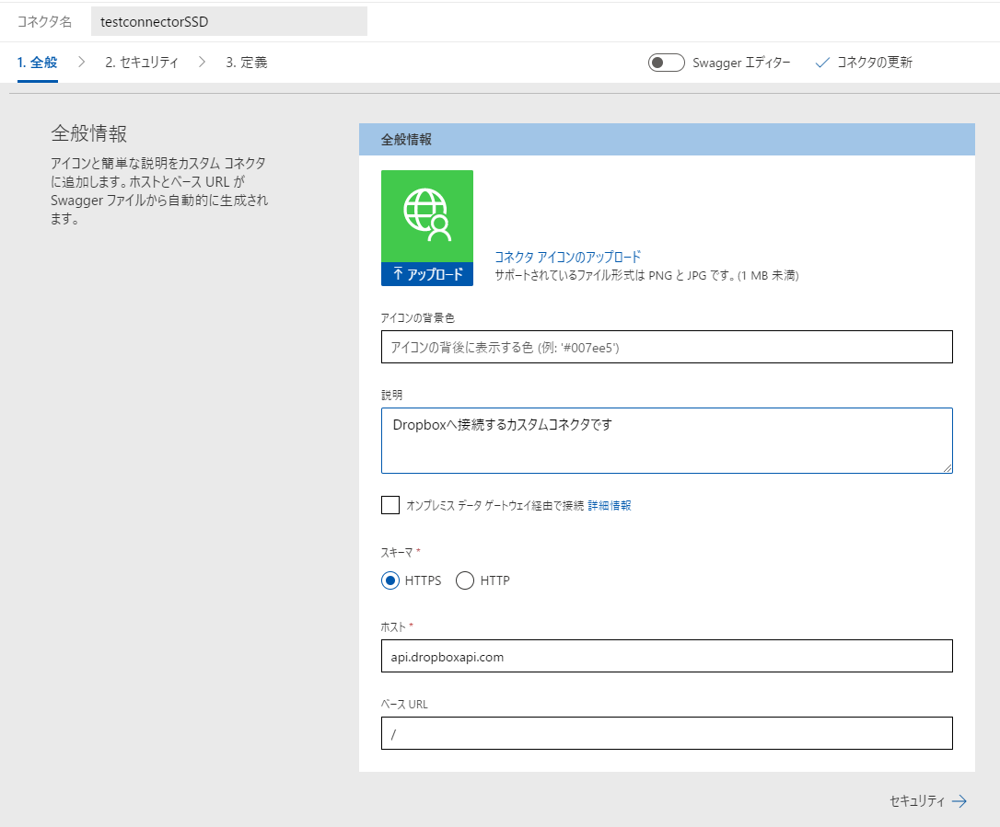 コネクタ名 testconnectorSSD
1. 全般 2. セキュリティ 3. 定義 Swagger エディター コネクタの更新
全般情報
アイコンと簡単な説明をカスタム コネクタ
に追加します。ホストとベース URL が
Swagger ファイルから自動的に生成され
ます。
全般情報
アップロード
コネクタ アイコンのアップロード
サポートされているファイル形式は PNG と JPG です。(1 MB 未満)
アイコンの背景色
アイコンの背後に表示する色 (例: '#007ee5')
説明
Dropboxへ接続するカスタムコネクタです
オンプレミス データ ゲートウェイ経由で接続 詳細情報
スキーマ *
HTTPS HTTP
ホスト *
api.dropboxapi.com
ベース URL
/
セキュリティ